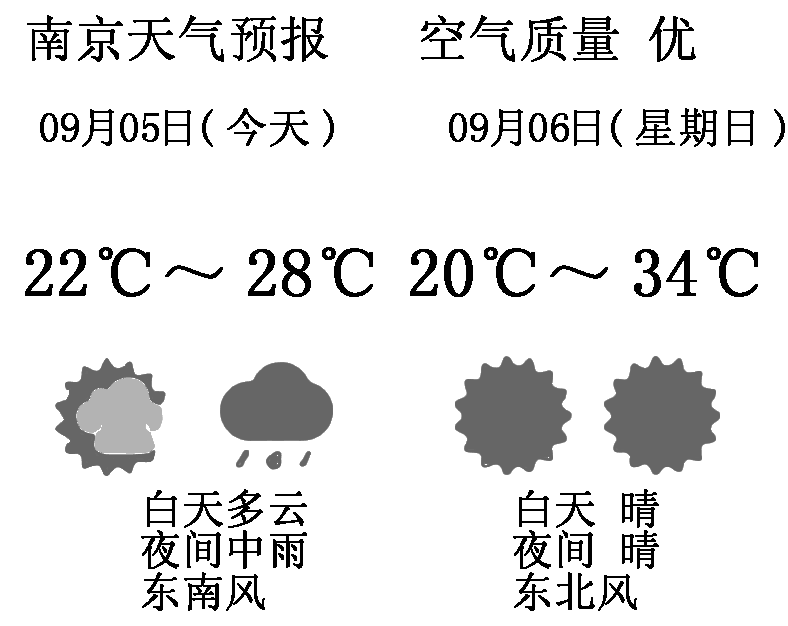 南京天气预报 空气质量 优
09月05日(今天) 09月06日(星期日)
22℃～28℃ 20℃～34℃
白天多云 白天 晴
夜间中雨 夜间 晴
东南风 东北风